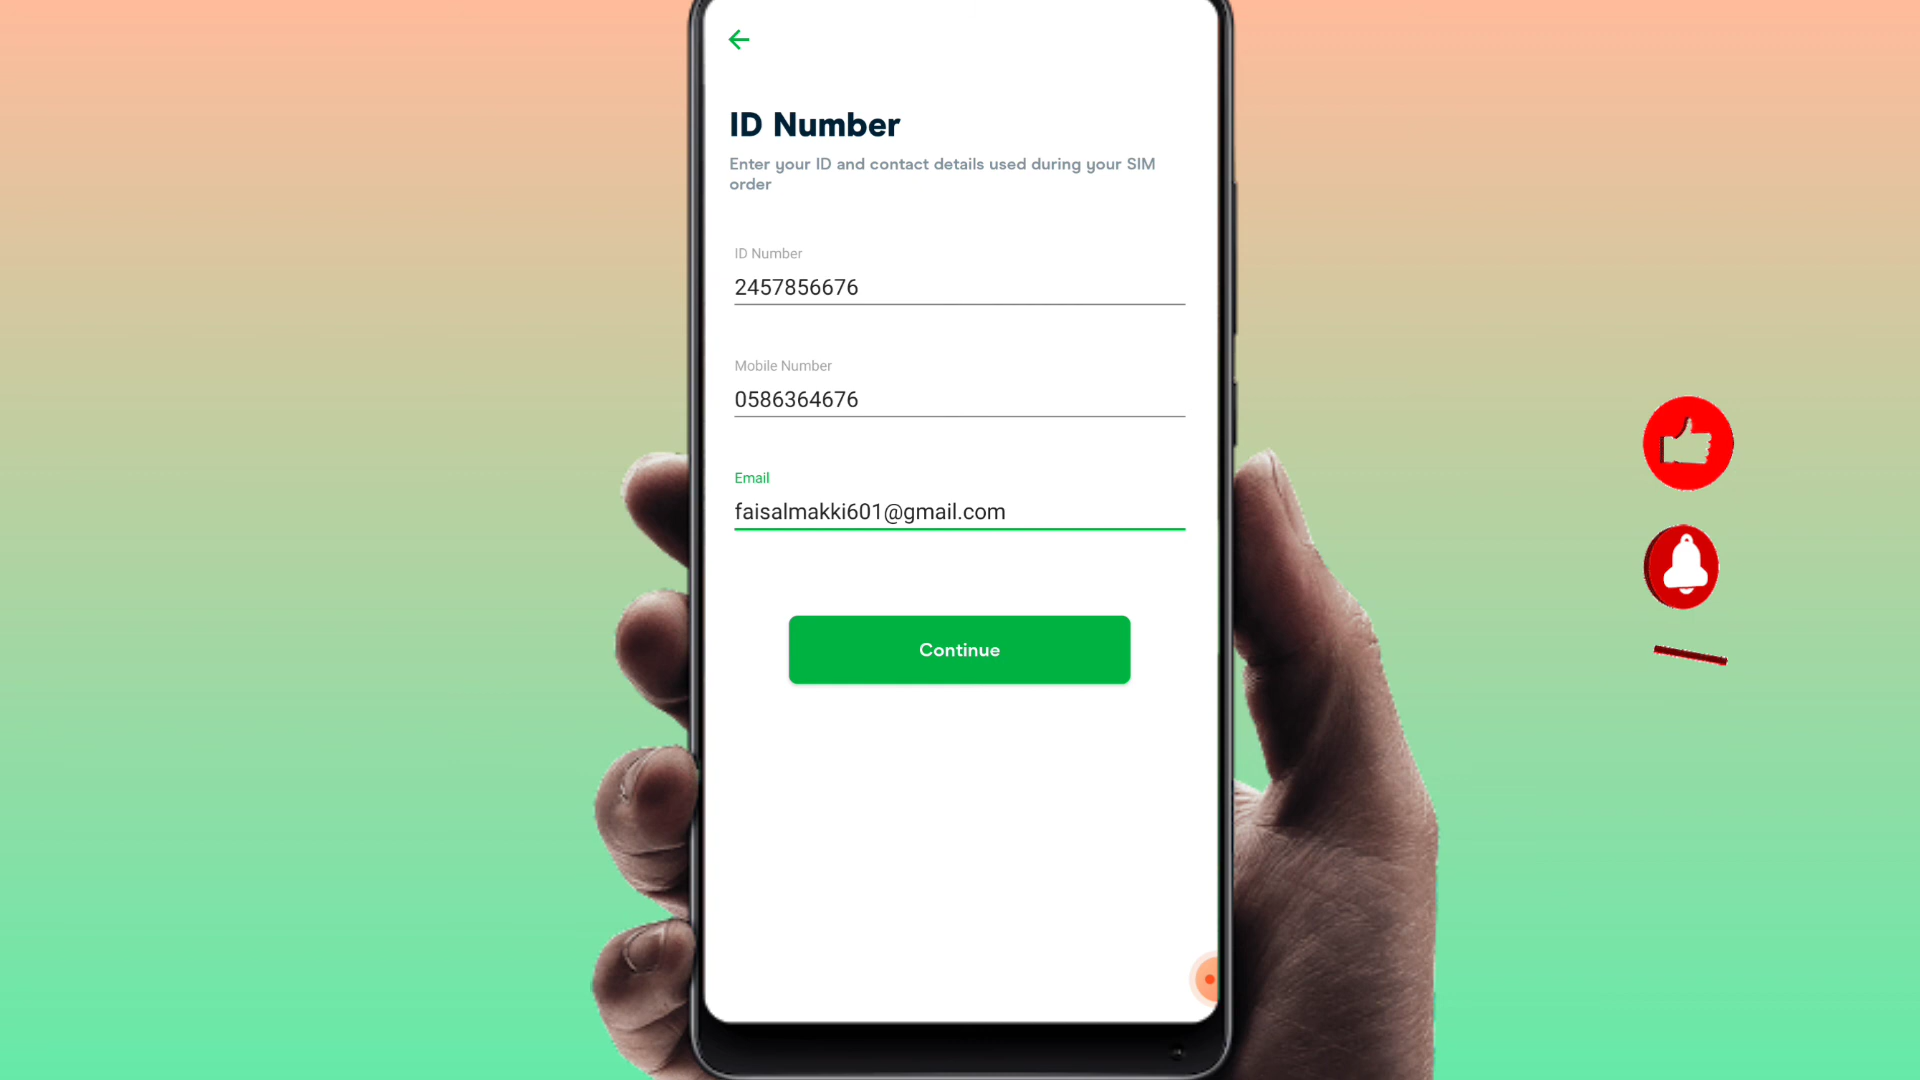 ID Number
Enter your ID and contact details used during your SIM
order
ID Number
2457856676
Mobile Number
0586364676
Email
faisalmakki601@gmail.com
Continue